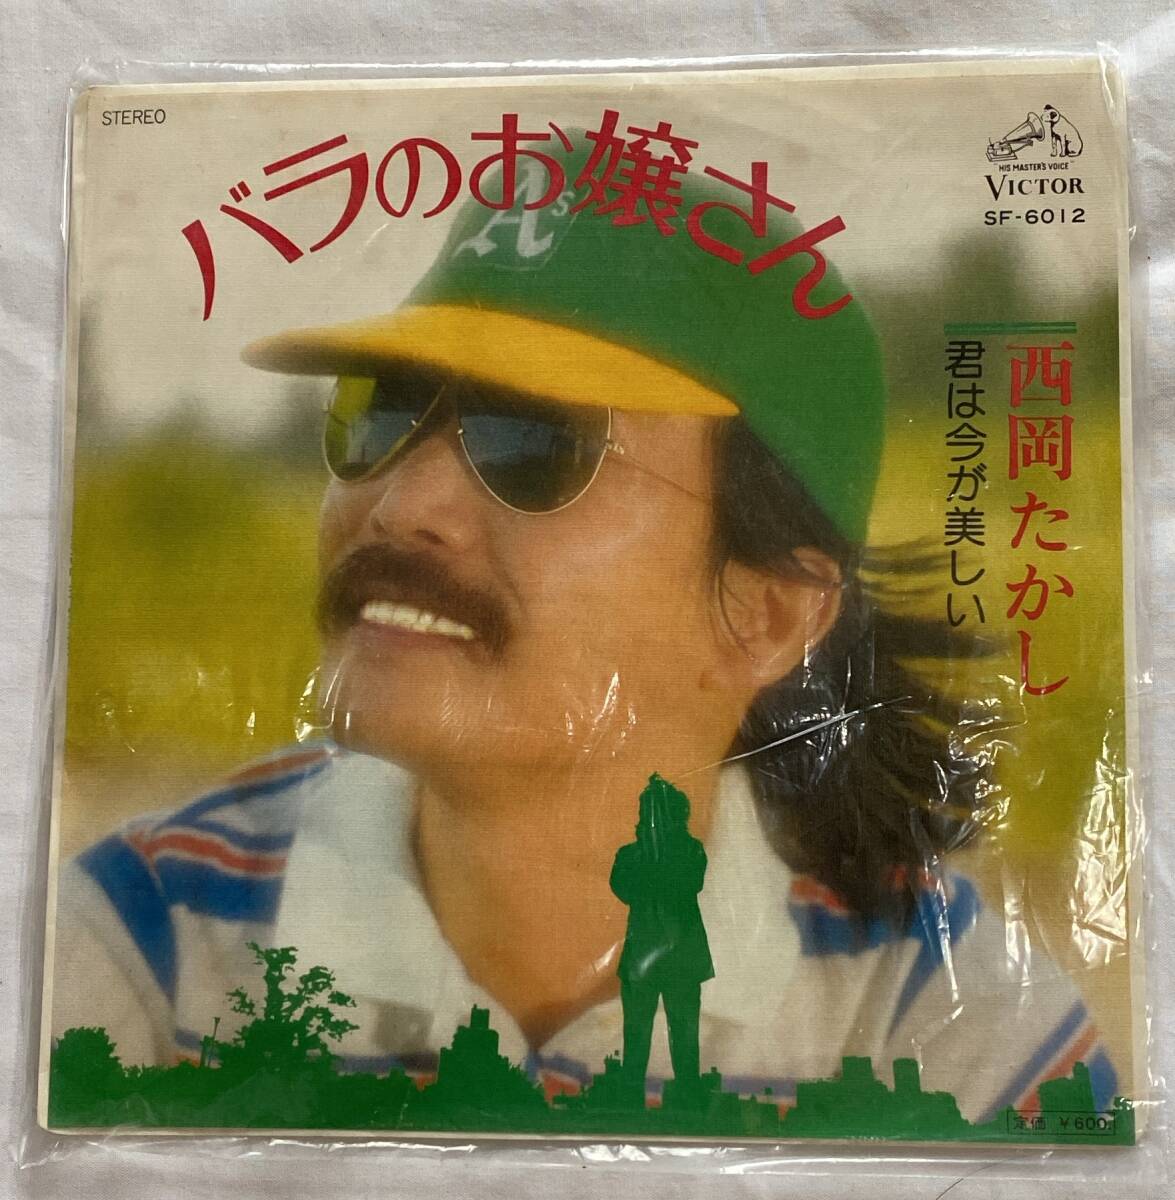 STEREO
バラのお嬢さん
A's
"HIS MASTER'S VOICE"
VICTOR
SF-6012
西岡たかし
君は今が美しい
定価 ¥600.